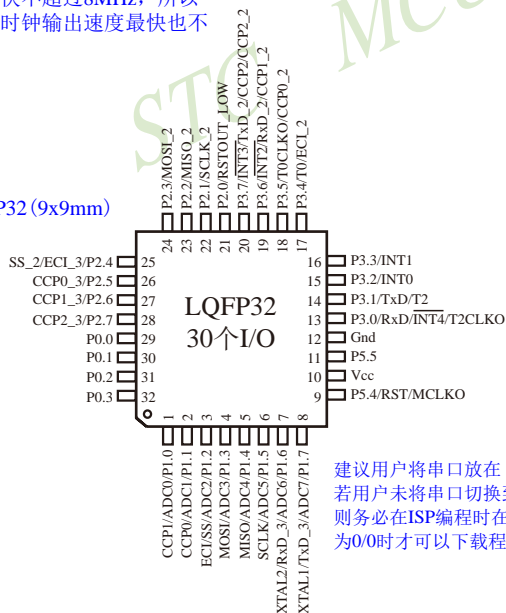 快不超过8MHz，所以
时钟输出速度最快也不
STC MCU
P32(9x9mm)
P2.3/MOSI_2
P2.2/MISO_2
P2.1/SCLK_2
P2.0/RSTOUT_LOW
P3.7/INT3/TxD_2/CCP2/CCP2_2
P3.6/INT2/RxD_2/CCP1_2
P3.5/T0CLKO/CCP0_2
P3.4/T0/ECI_2
24 23 22 21 20 19 18 17
SS_2/ECI_3/P2.4 25
CCP0_3/P2.5 26
CCP1_3/P2.6 27
CCP2_3/P2.7 28
P0.0 29
P0.1 30
P0.2 31
P0.3 32
LQFP32
30个I/O
16 P3.3/INT1
15 P3.2/INT0
14 P3.1/TxD/T2
13 P3.0/RxD/INT4/T2CLKO
12 Gnd
11 P5.5
10 Vcc
9 P5.4/RST/MCLKO
1 2 3 4 5 6 7 8
CCP1/ADC0/P1.0
CCP0/ADC1/P1.1
ECI/SS/ADC2/P1.2
MOSI/ADC3/P1.3
MISO/ADC4/P1.4
SCLK/ADC5/P1.5
XTAL2/RxD_3/ADC6/P1.6
XTAL1/TxD_3/ADC7/P1.7
建议用户将串口放在
若用户未将串口切换
则务必在ISP编程时在
为0/0时才可以下载程